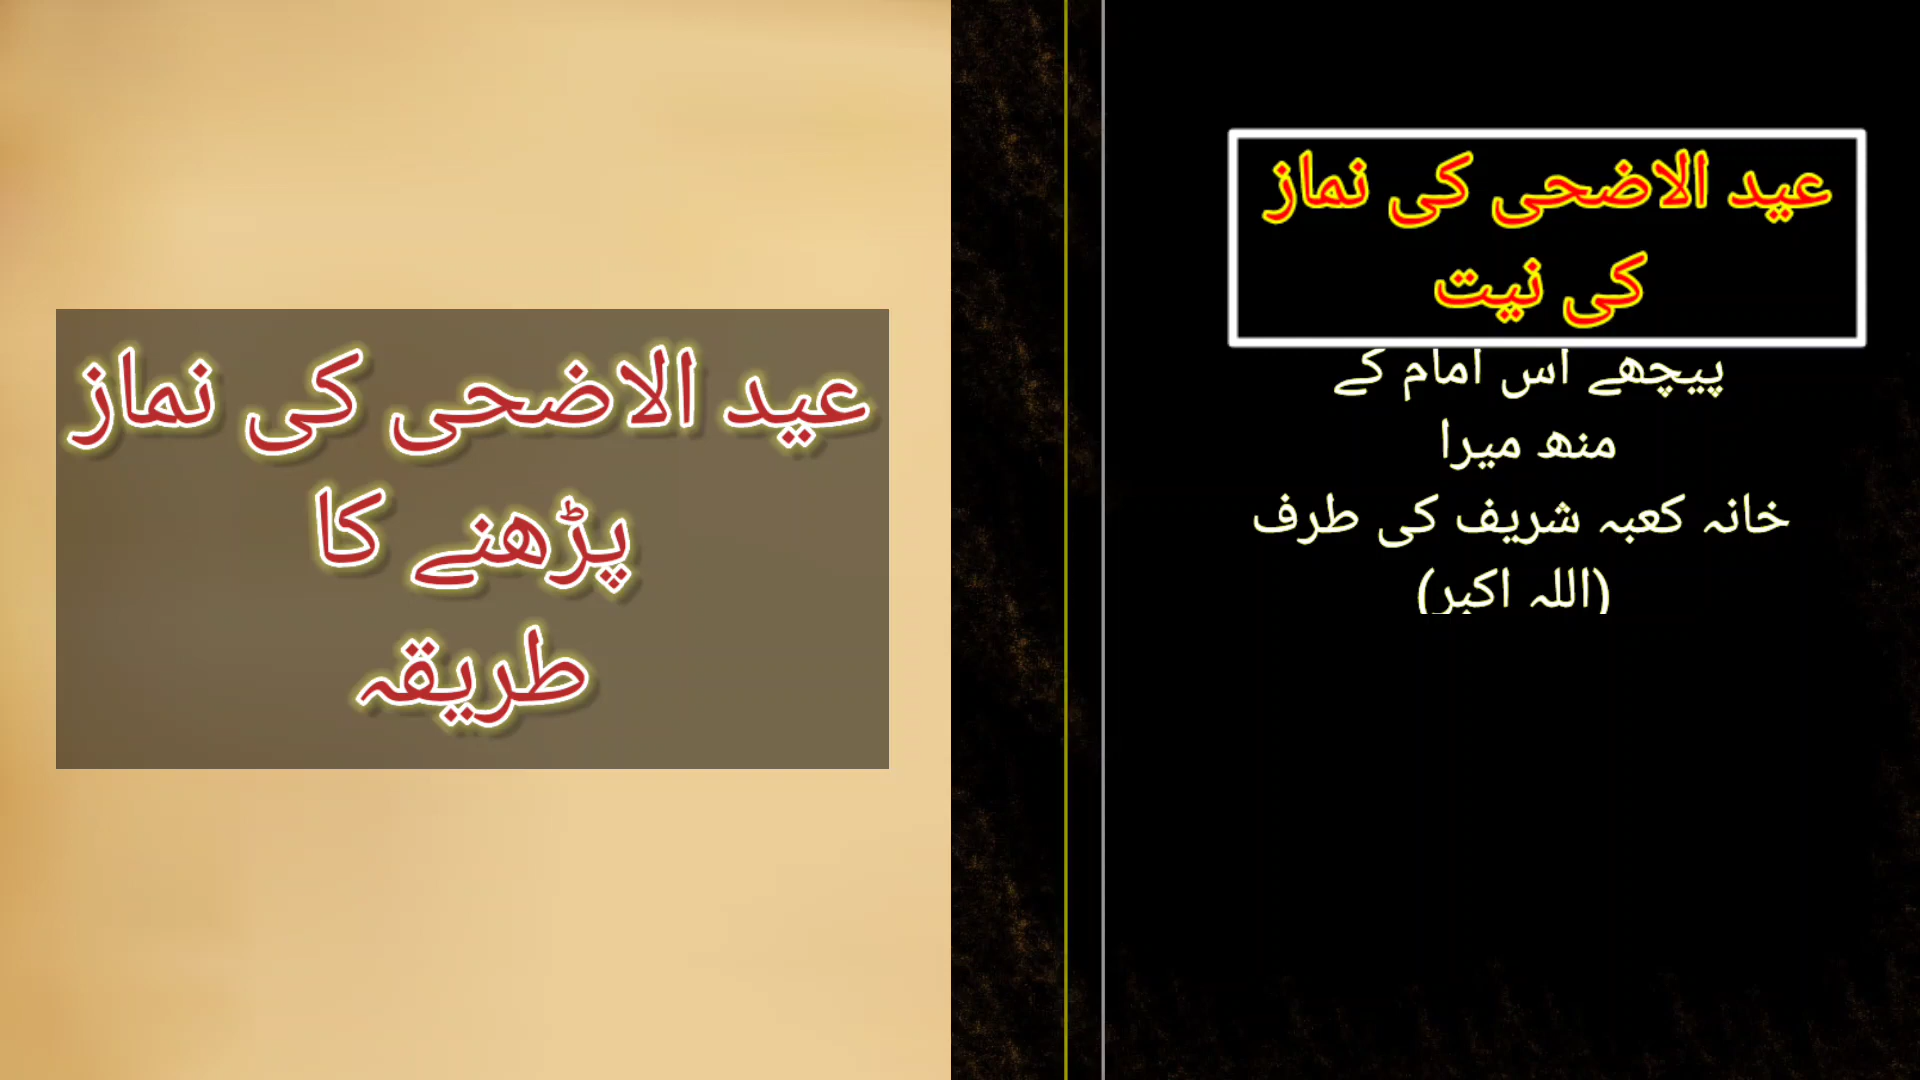 عید الاضحی کی نماز
پڑھنے کا
طریقہ
عید الاضحی کی نماز
کی نیت
پیچھے اس امام کے
منھ میرا
خانہ کعبہ شریف کی طرف
(اللہ اکبر)